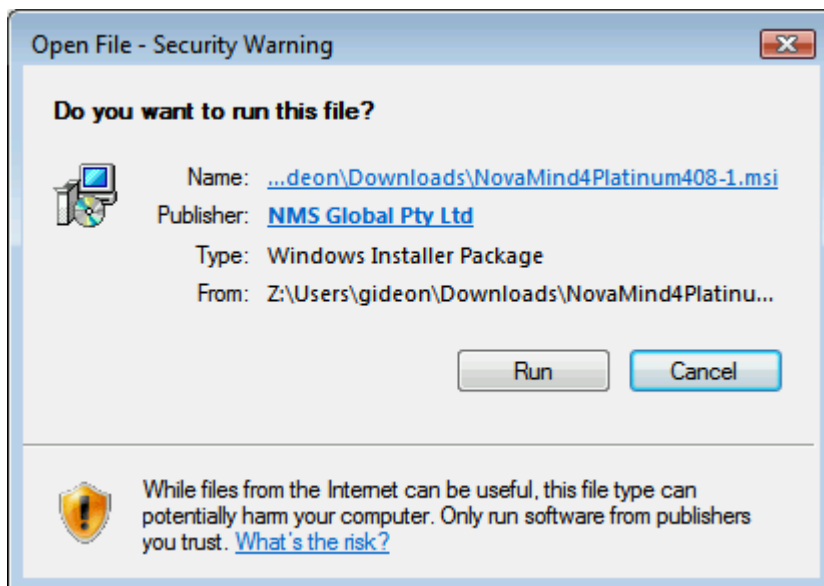 Open File - Security Warning
Do you want to run this file?
Name: ...deon\Downloads\NovaMind4Platinum408-1.msi
Publisher: NMS Global Pty Ltd
Type: Windows Installer Package
From: Z:\Users\gideon\Downloads\NovaMind4Platinu...
Run Cancel
While files from the Internet can be useful, this file type can
potentially harm your computer. Only run software from publishers
you trust. What's the risk?